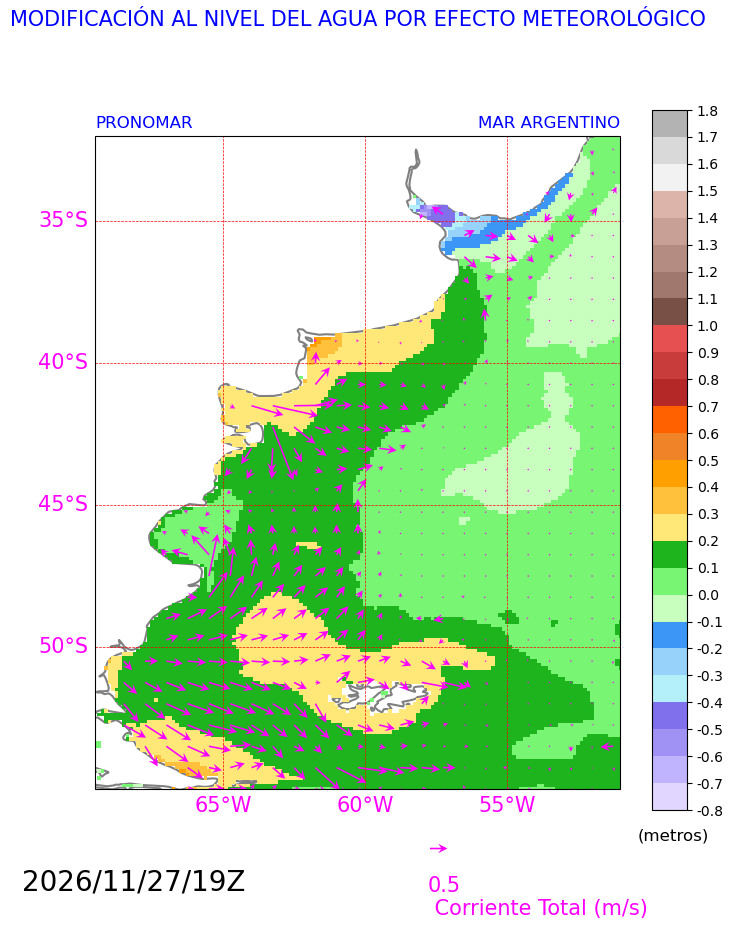 MODIFICACIÓN AL NIVEL DEL AGUA POR EFECTO METEOROLÓGICO
PRONOMAR MAR ARGENTINO
35°S
40°S
45°S
50°S
65°W 60°W 55°W
1.8
1.7
1.6
1.5
1.4
1.3
1.2
1.1
1.0
0.9
0.8
0.7
0.6
0.5
0.4
0.3
0.2
0.1
0.0
-0.1
-0.2
-0.3
-0.4
-0.5
-0.6
-0.7
-0.8
(metros)
2026/11/27/19Z
0.5
Corriente Total (m/s)